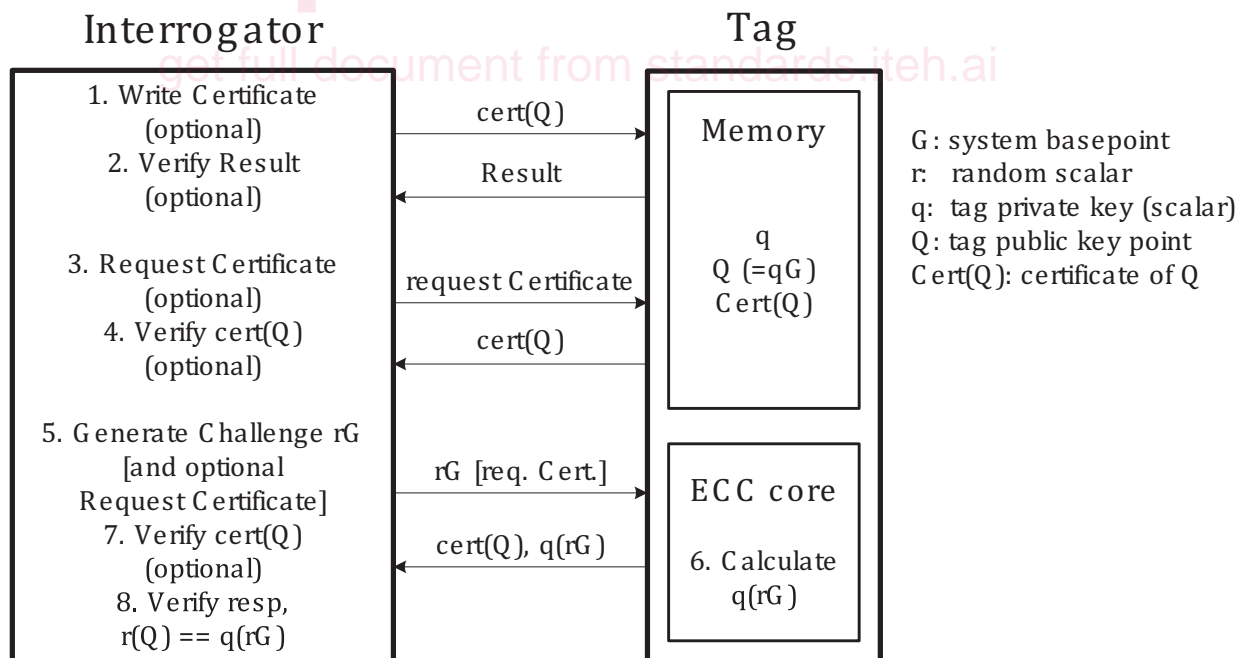 Interrogator
Tag
get full document from standards.iteh.ai
1. Write Certificate
(optional)
2. Verify Result
(optional)
3. Request Certificate
(optional)
4. Verify cert(Q)
(optional)
5. Generate Challenge rG
[and optional
Request Certificate]
7. Verify cert(Q)
(optional)
8. Verify resp,
r(Q) == q(rG)
cert(Q)
Result
request Certificate
cert(Q)
rG [req. Cert.]
cert(Q), q(rG)
Memory
q
Q (=qG)
Cert(Q)
ECC core
6. Calculate
q(rG)
G: system basepoint
r: random scalar
q: tag private key (scalar)
Q: tag public key point
Cert(Q): certificate of Q